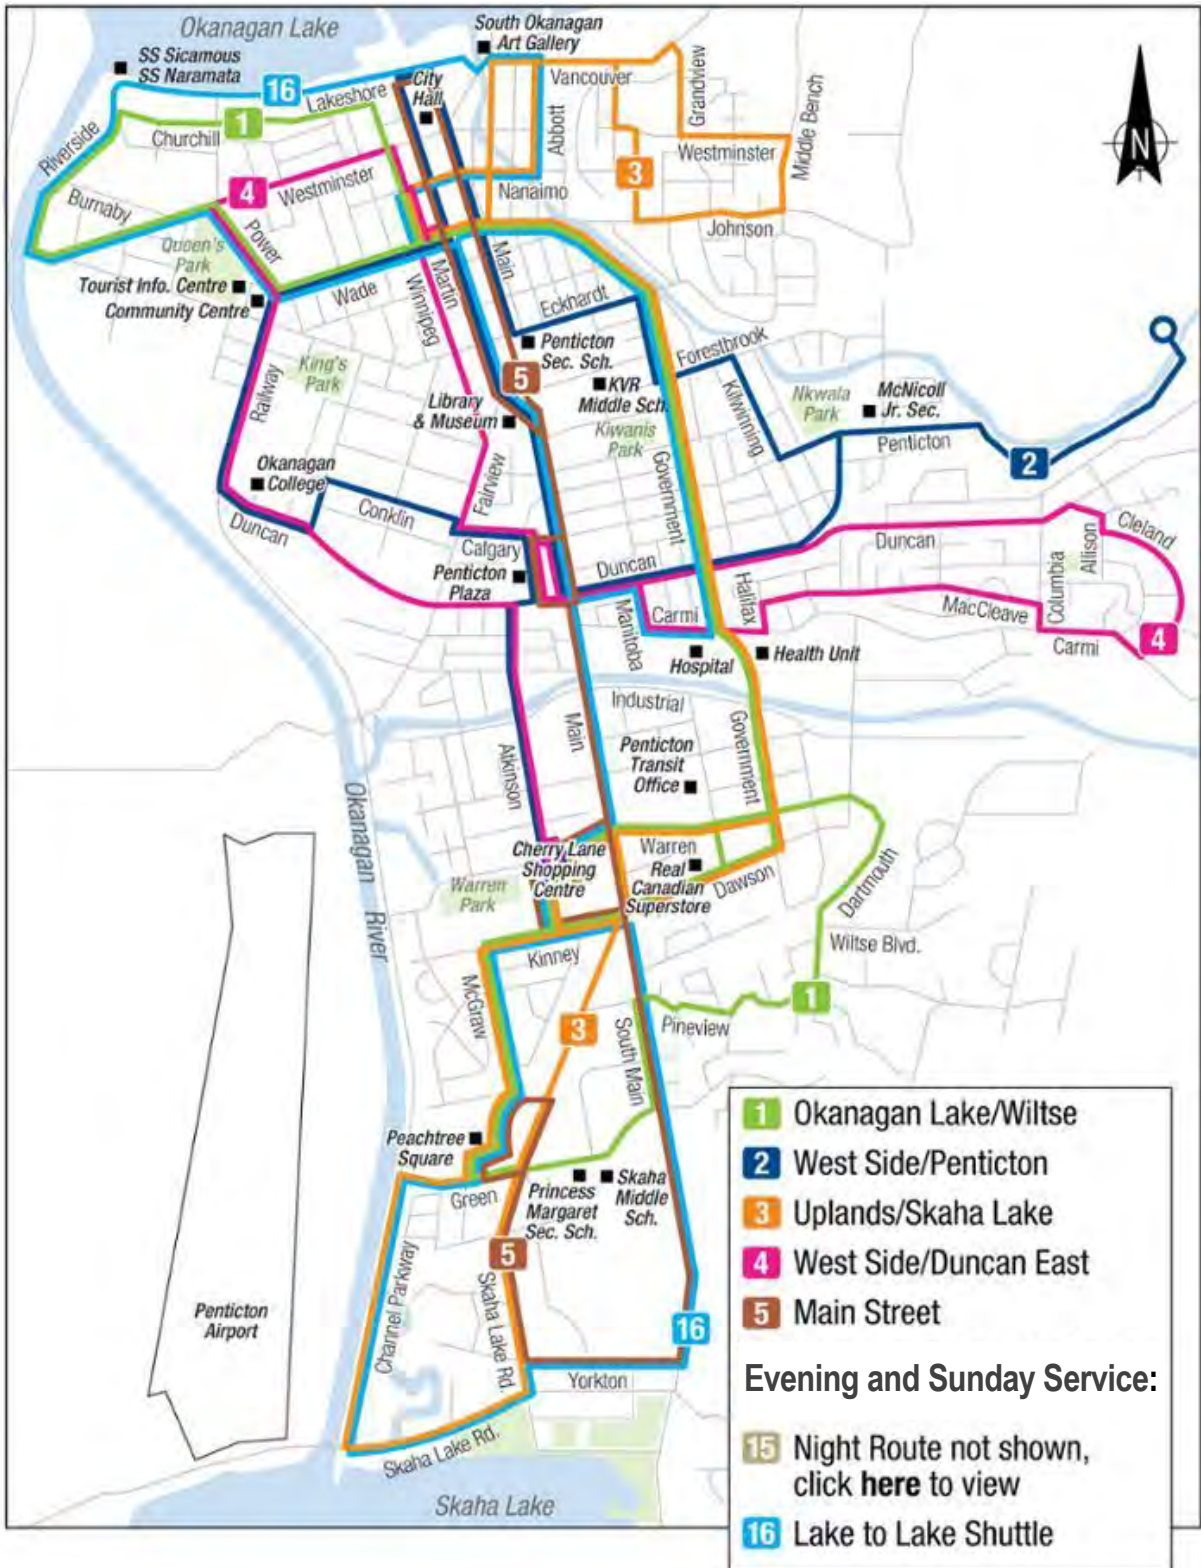 Okanagan Lake
South Okanagan
Art Gallery
SS Sicamous
SS Naramata
16
Lakeshore
City
Hall
Vancouver
Grandview
Middle Bench
N
Riverside
1
Churchill
Abbott
Westminster
3
4
Westminster
Nanaimo
Burnaby
Power
Johnson
Queen's
Park
Tourist Info. Centre
Community Centre
Wade
Winnipeg
Martin
Main
Eckhardt
Penticton
Sec. Sch.
Forestbrook
King's
Park
5
KVR
Middle Sch.
Kilwinning
Nkwala
Park
McNicoll
Jr. Sec.
Railway
Library
& Museum
Kiwanis
Park
Penticton
2
Okanagan
College
Fairview
Government
Duncan
Conklin
Calgary
Duncan
Duncan
Cleland
Allison
Columbia
Penticton
Plaza
Halifax
MacCleave
Manitoba
Carmi
Carmi
4
Hospital
Health Unit
Industrial
Main
Atkinson
Penticton
Transit
Office
Government
Okanagan River
Cherry Lane
Shopping
Centre
Warren
Real
Canadian
Superstore
Dawson
Dartmouth
Warren
Park
Wiltse Blvd.
Kinney
McGraw
1
3
South Main
Pineview
Peachtree
Square
Green
Princess
Margaret
Sec. Sch.
Skaha
Middle
Sch.
5
Channel Parkway
Skaha Lake Rd.
16
Penticton
Airport
Yorkton
Skaha Lake Rd.
Skaha Lake
1 Okanagan Lake/Wiltse
2 West Side/Penticton
3 Uplands/Skaha Lake
4 West Side/Duncan East
5 Main Street
Evening and Sunday Service:
15 Night Route not shown,
click here to view
16 Lake to Lake Shuttle